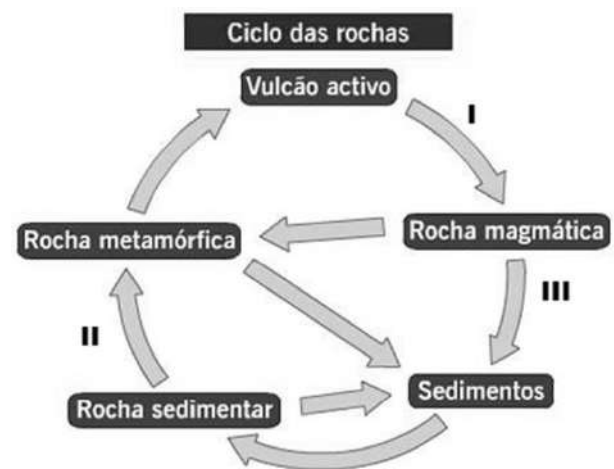 Ciclo das rochas
Vulcão activo
I
Rocha metamórfica
Rocha magmática
II
III
Rocha sedimentar
Sedimentos